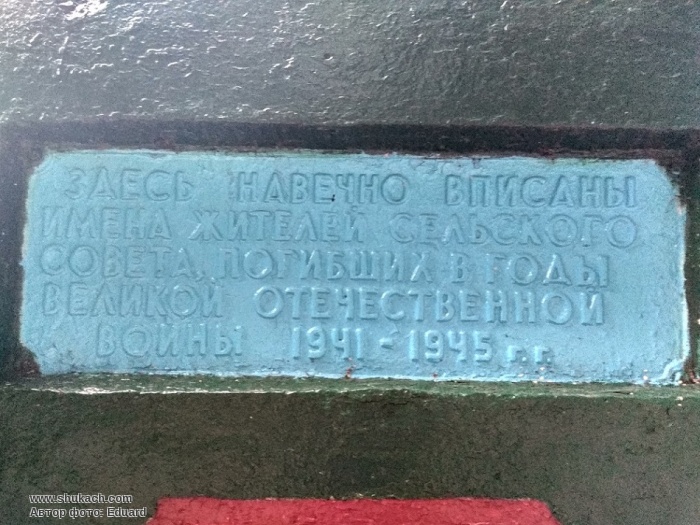 ЗДЕСЬ НАВЕЧНО ВПИСАНЫ
ИМЕНА ЖИТЕЛЕЙ СЕЛЬСКОГО
СОВЕТА, ПОГИБШИХ В ГОДЫ
ВЕЛИКОЙ ОТЕЧЕСТВЕННОЙ
ВОЙНЫ 1941-1945 г.г.
www.shukach.com
Автор фото: Eduard